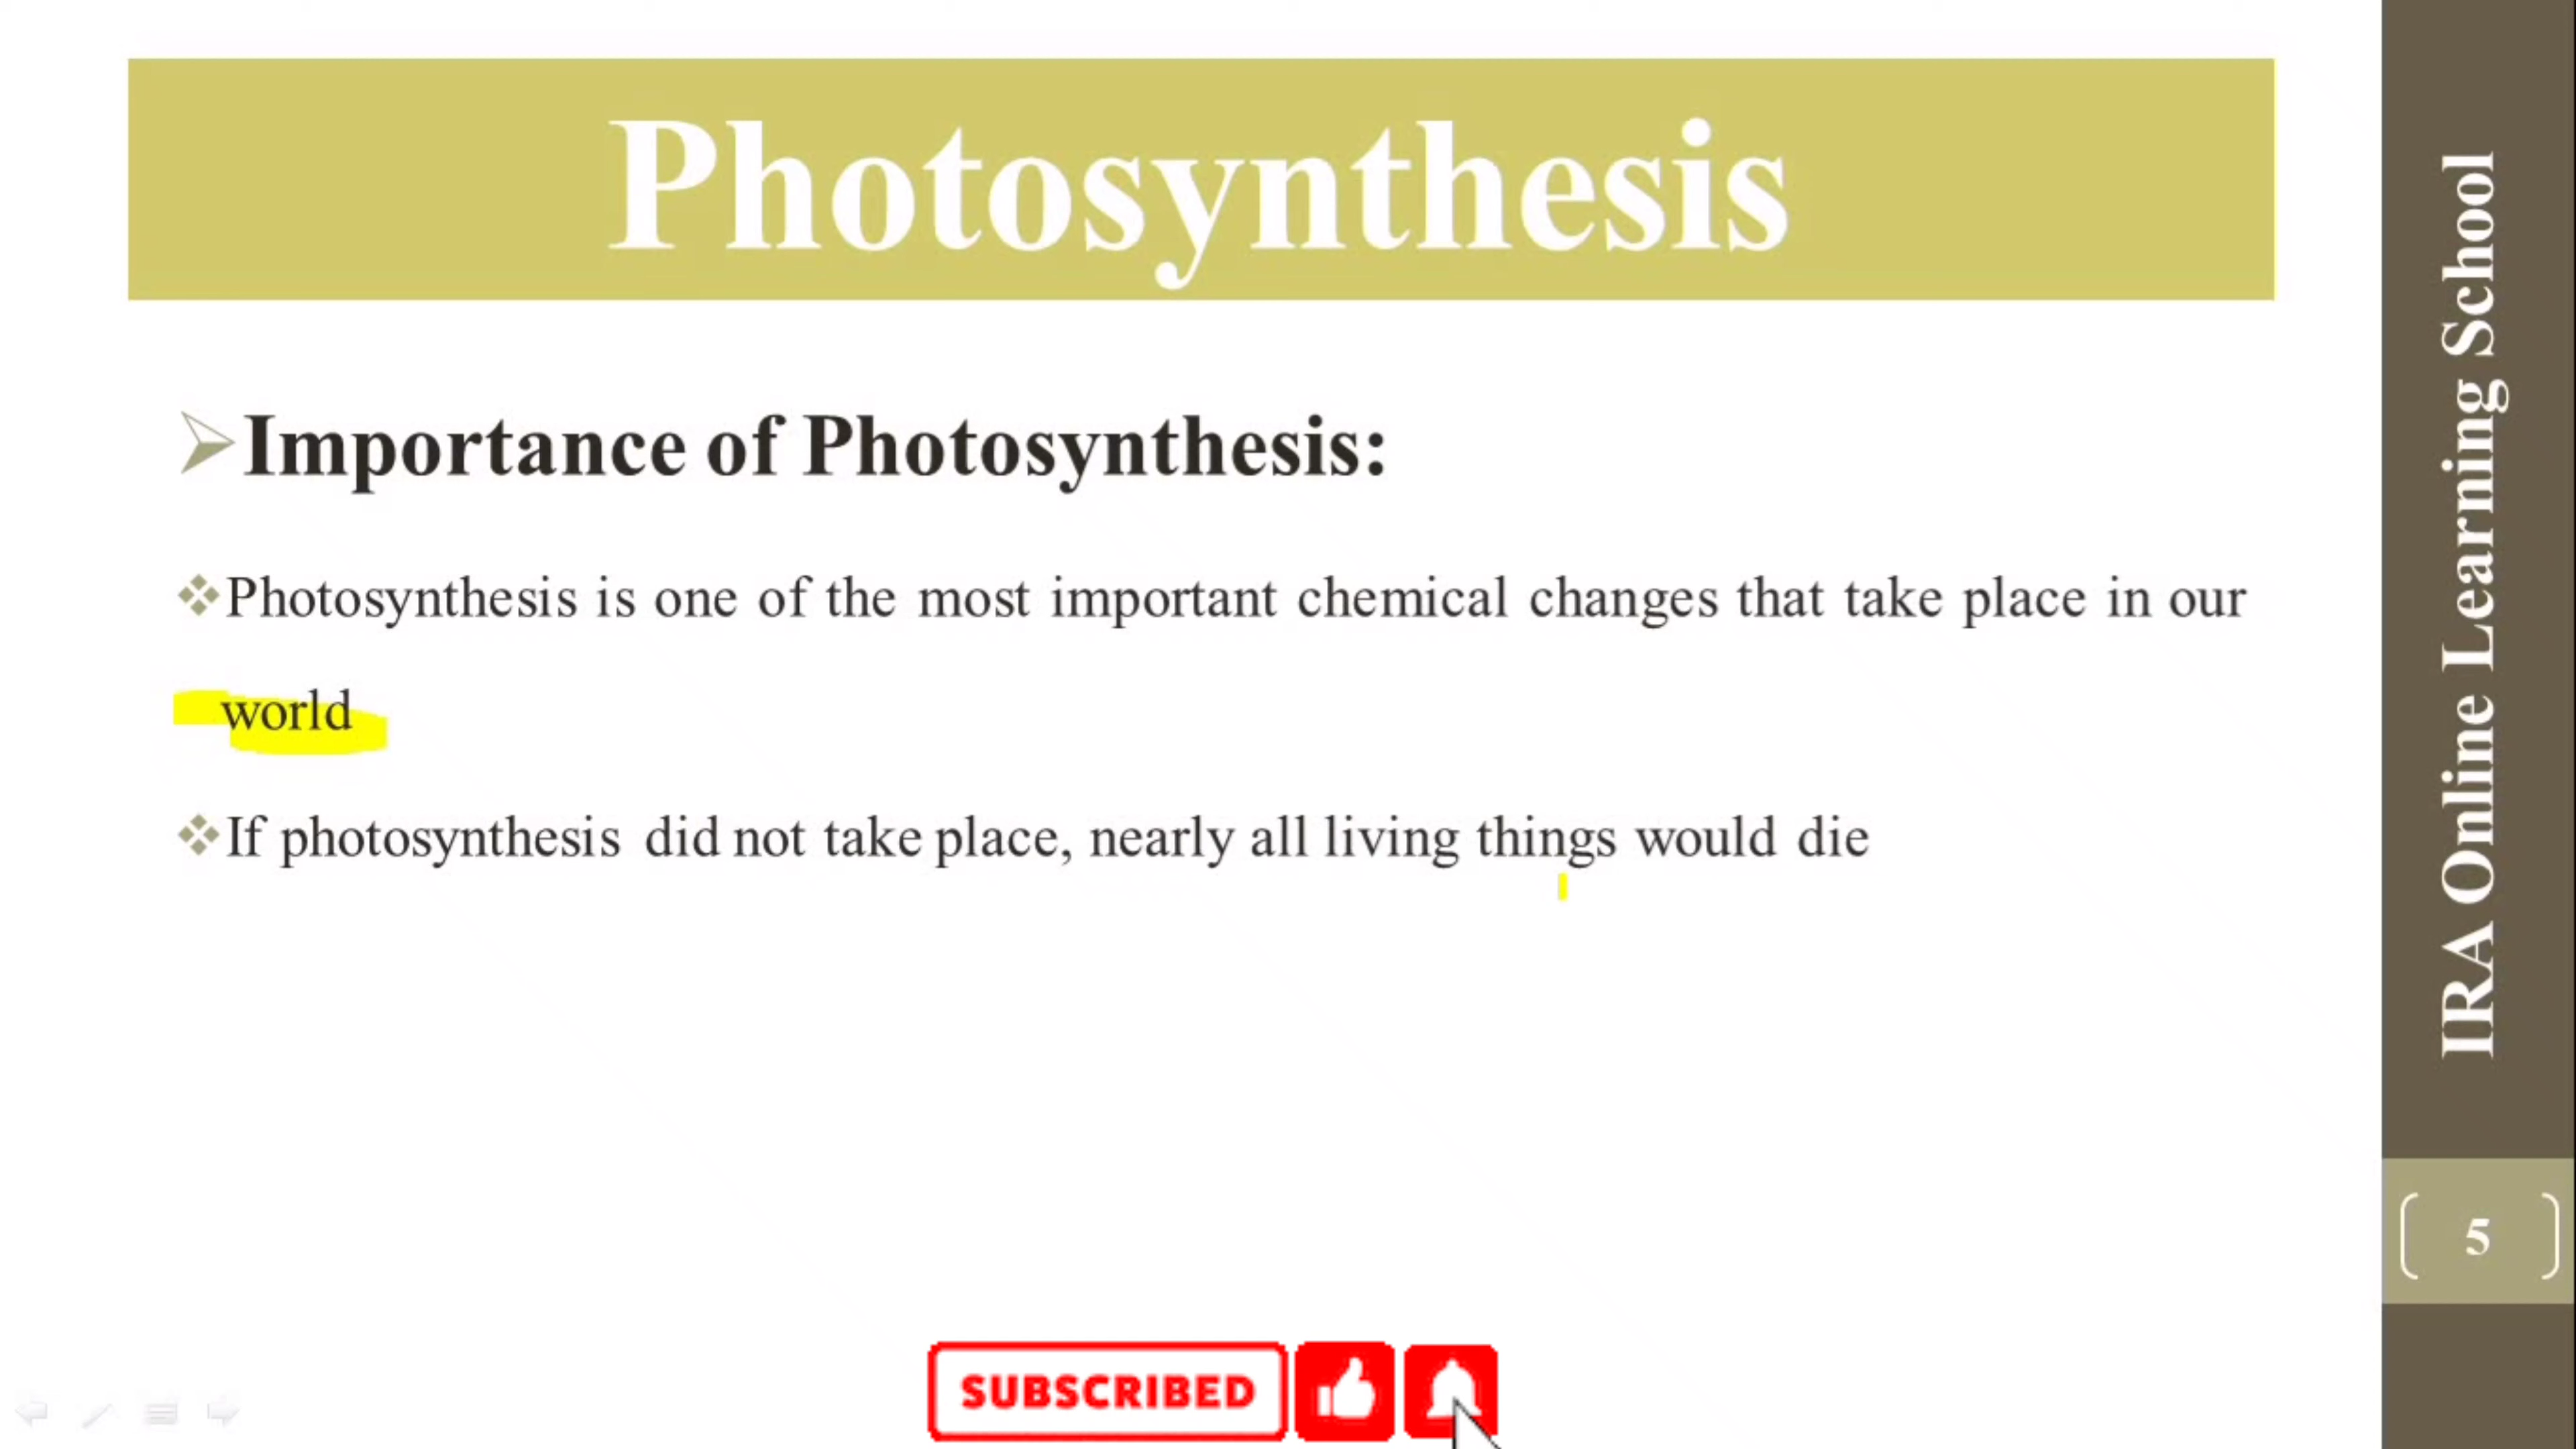 Photosynthesis
Importance of Photosynthesis:
Photosynthesis is one of the most important chemical changes that take place in our
world
If photosynthesis did not take place, nearly all living things would die
IRA Online Learning School
5
SUBSCRIBED